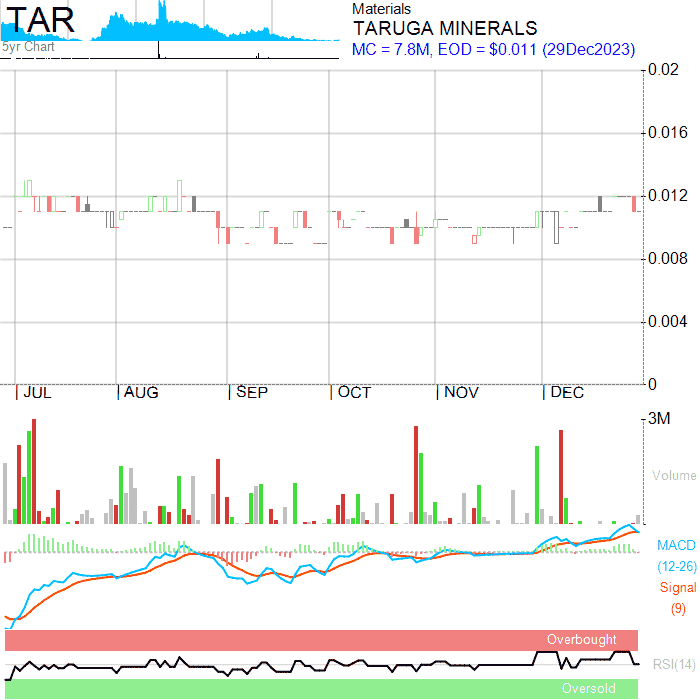 TAR
5yr Chart
Materials
TARUGA MINERALS
MC = 7.8M, EOD = $0.011 (29Dec2023)
0.02
0.016
0.012
0.008
0.004
0
JUL AUG SEP OCT NOV DEC
3M
Volume
MACD
(12-26)
Signal
(9)
Overbought
RSI(14)
Oversold